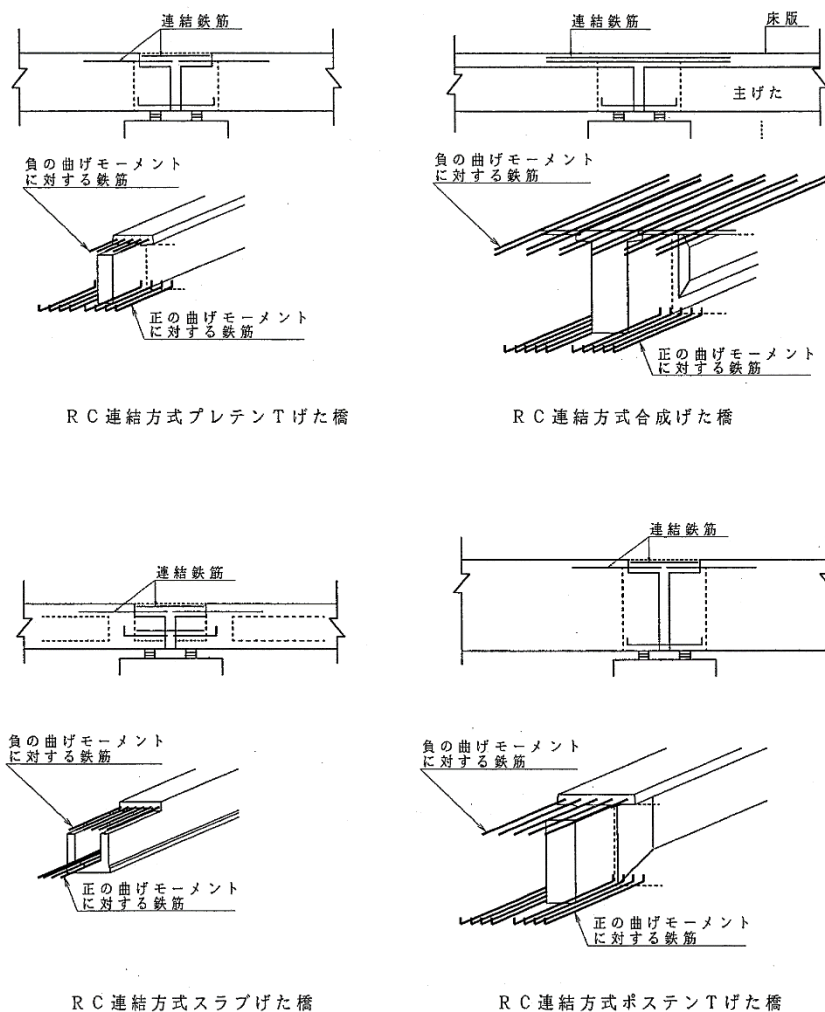 連結鉄筋
負の曲げモーメント
に対する鉄筋
正の曲げモーメント
に対する鉄筋
RC連結方式プレテンTげた橋
連結鉄筋
床版
主げた
負の曲げモーメント
に対する鉄筋
正の曲げモーメント
に対する鉄筋
RC連結方式合成げた橋
連結鉄筋
負の曲げモーメント
に対する鉄筋
正の曲げモーメント
に対する鉄筋
RC連結方式スラブげた橋
連結鉄筋
負の曲げモーメント
に対する鉄筋
正の曲げモーメント
に対する鉄筋
RC連結方式ポステンTげた橋